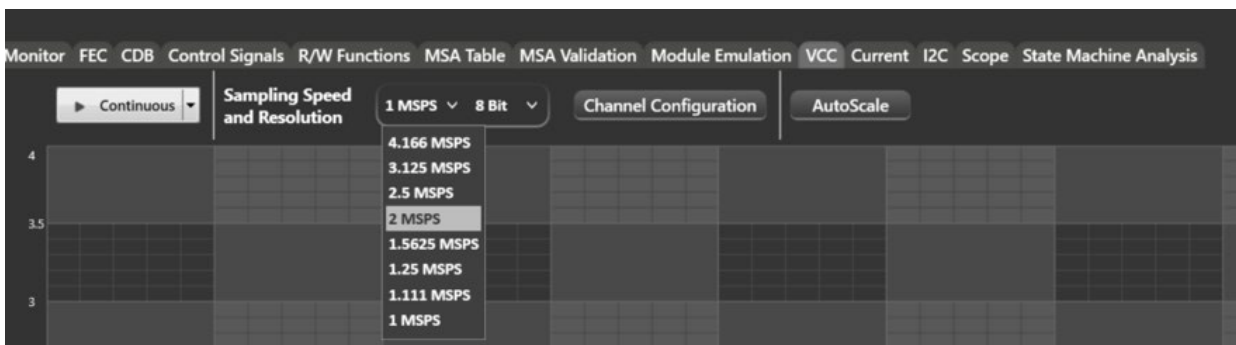 Monitor FEC CDB Control Signals R/W Functions MSA Table MSA Validation Module Emulation VCC Current I2C Scope State Machine Analysis
Continuous
Sampling Speed
and Resolution
1 MSPS 8 Bit
Channel Configuration
AutoScale
4.166 MSPS
3.125 MSPS
2.5 MSPS
2 MSPS
1.5625 MSPS
1.25 MSPS
1.111 MSPS
1 MSPS
4
3.5
3